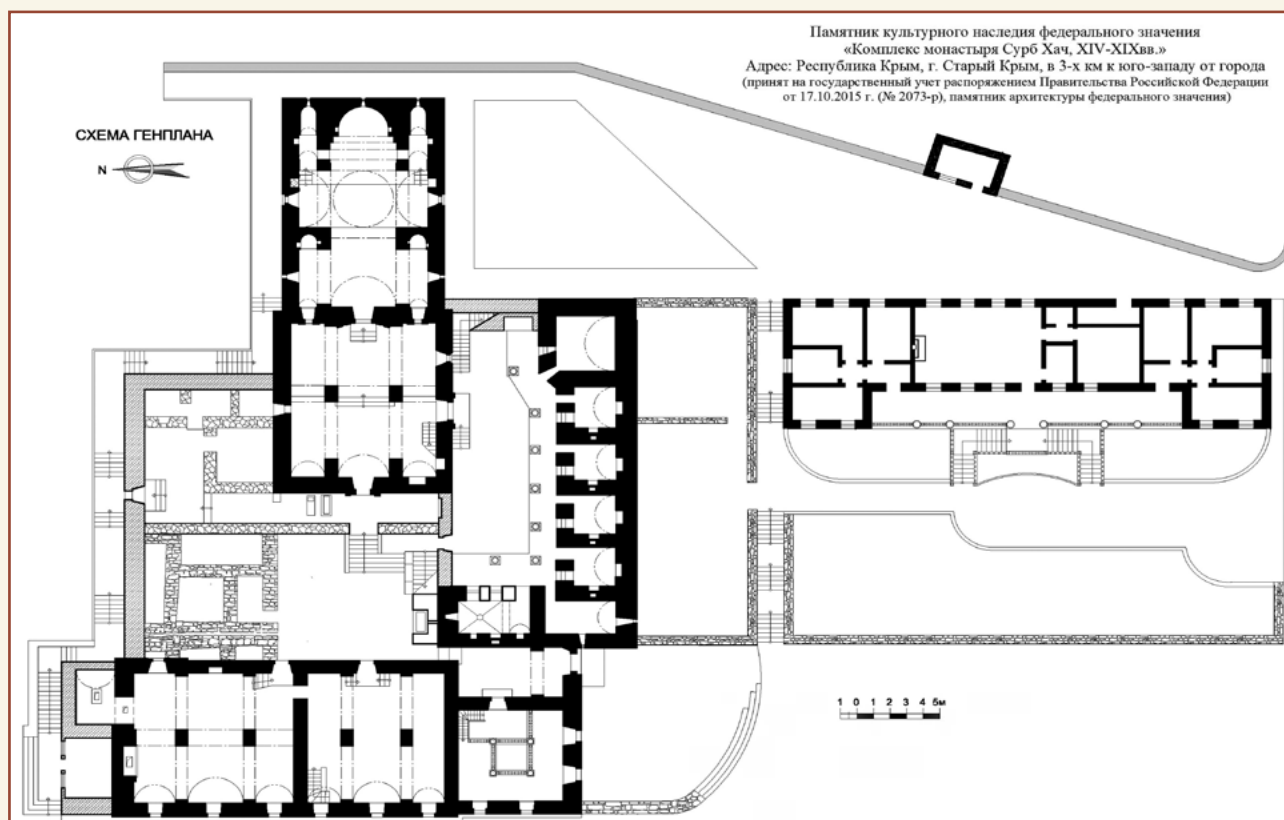 Памятник культурного наследия федерального значения
«Комплекс монастыря Сурб Хач, XIV-XIXвв.»
Адрес: Республика Крым, г. Старый Крым, в 3-х км к юго-западу от города
(принят на государственный учет распоряжением Правительства Российской Федерации
от 17.10.2015 г. (№ 2073-р), памятник архитектуры федерального значения)
СХЕМА ГЕНПЛАНА
N
1 0 1 2 3 4 5м